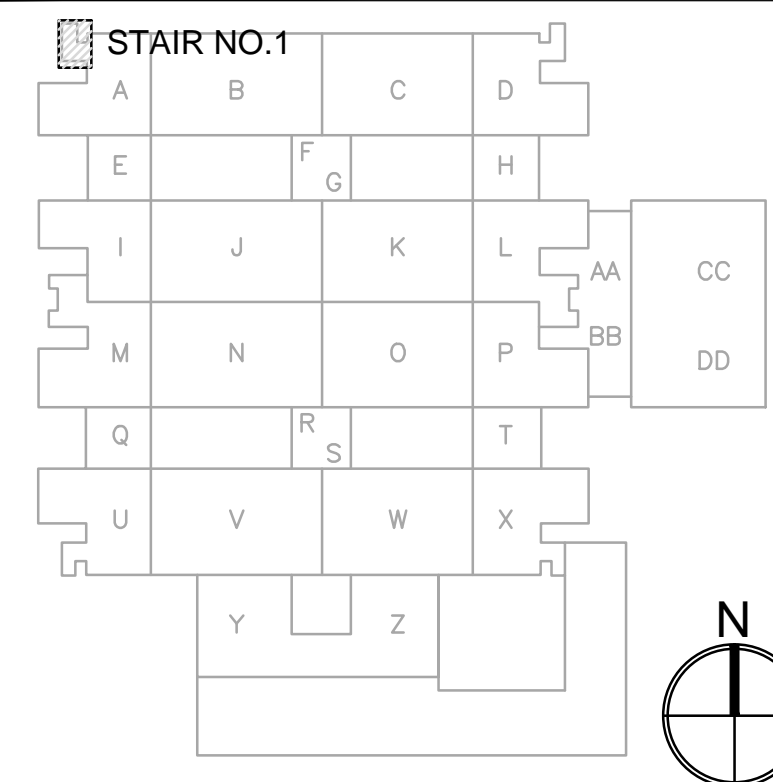 STAIR NO.1
A B C D
E F G H
I J K L
AA CC
M N O P
BB DD
Q R S T
U V W X
Y Z
N